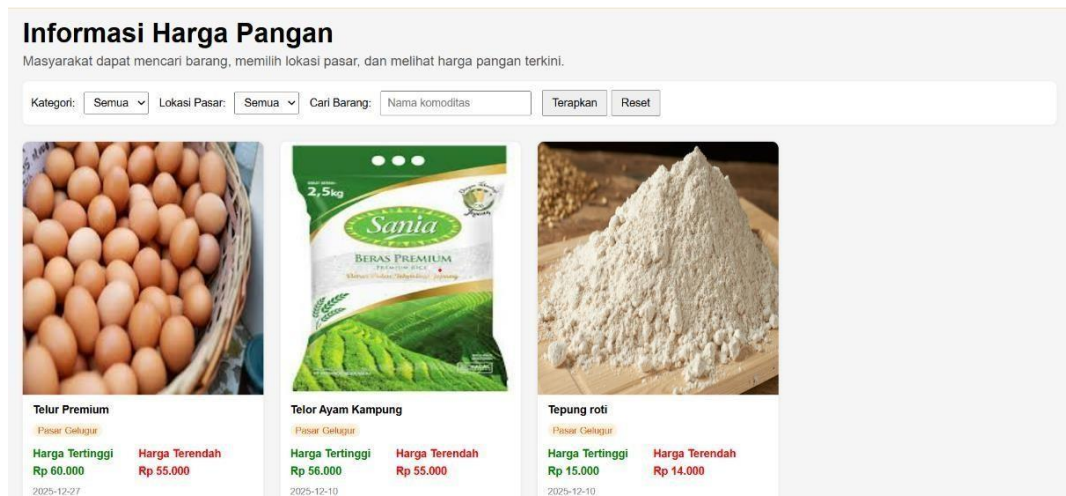 Informasi Harga Pangan
Masyarakat dapat mencari barang, memilih lokasi pasar, dan melihat harga pangan terkini.
Kategori: Semua Lokasi Pasar: Semua Cari Barang: Nama komoditas Terapkan Reset
2,5kg
Sania
BERAS PREMIUM
PREMIUM RICE
Telur Premium
Pasar Gelugur
Harga Tertinggi Harga Terendah
Rp 60.000 Rp 55.000
2025-12-27
Telor Ayam Kampung
Pasar Gelugur
Harga Tertinggi Harga Terendah
Rp 56.000 Rp 55.000
2025-12-10
Tepung roti
Pasar Gelugur
Harga Tertinggi Harga Terendah
Rp 15.000 Rp 14.000
2025-12-10